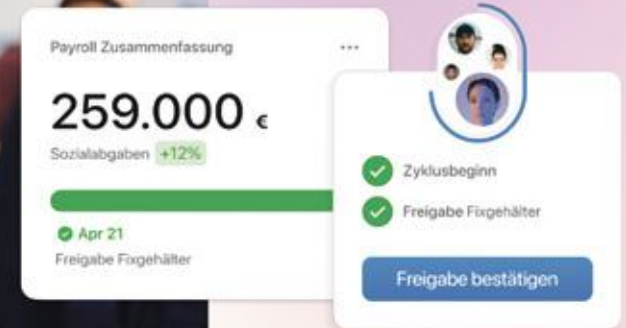 Payroll Zusammenfassung
259.000 €
Sozialabgaben +12%
Apr 21
Freigabe Fixgehälter
Zyklusbeginn
Freigabe Fixgehälter
Freigabe bestätigen